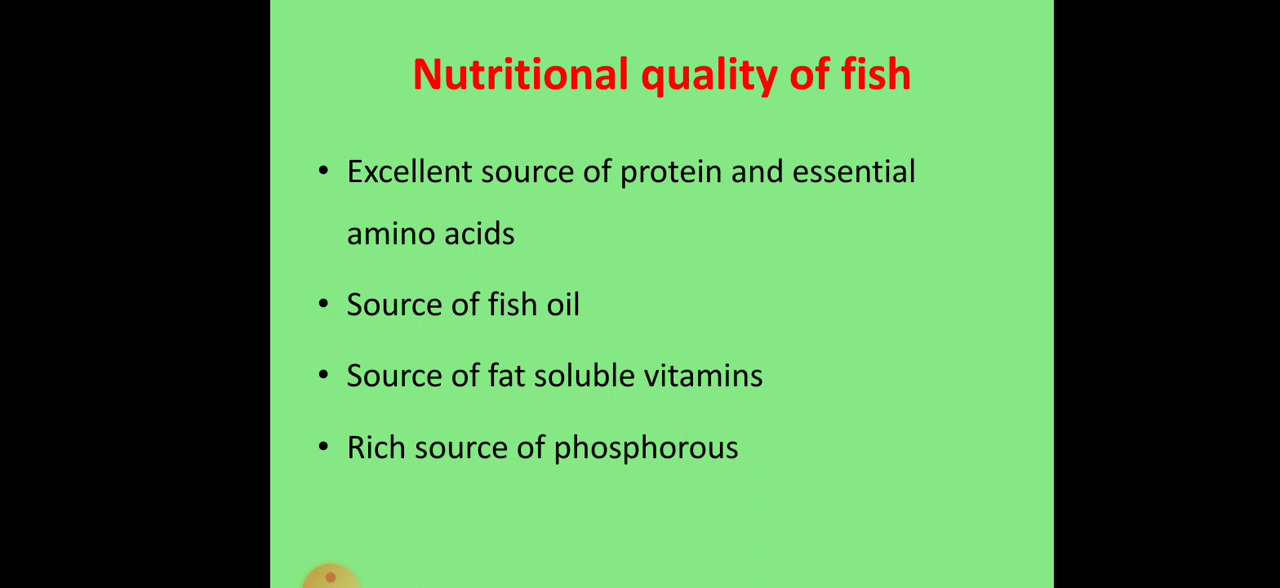 Nutritional quality of fish
• Excellent source of protein and essential
amino acids
• Source of fish oil
• Source of fat soluble vitamins
• Rich source of phosphorous